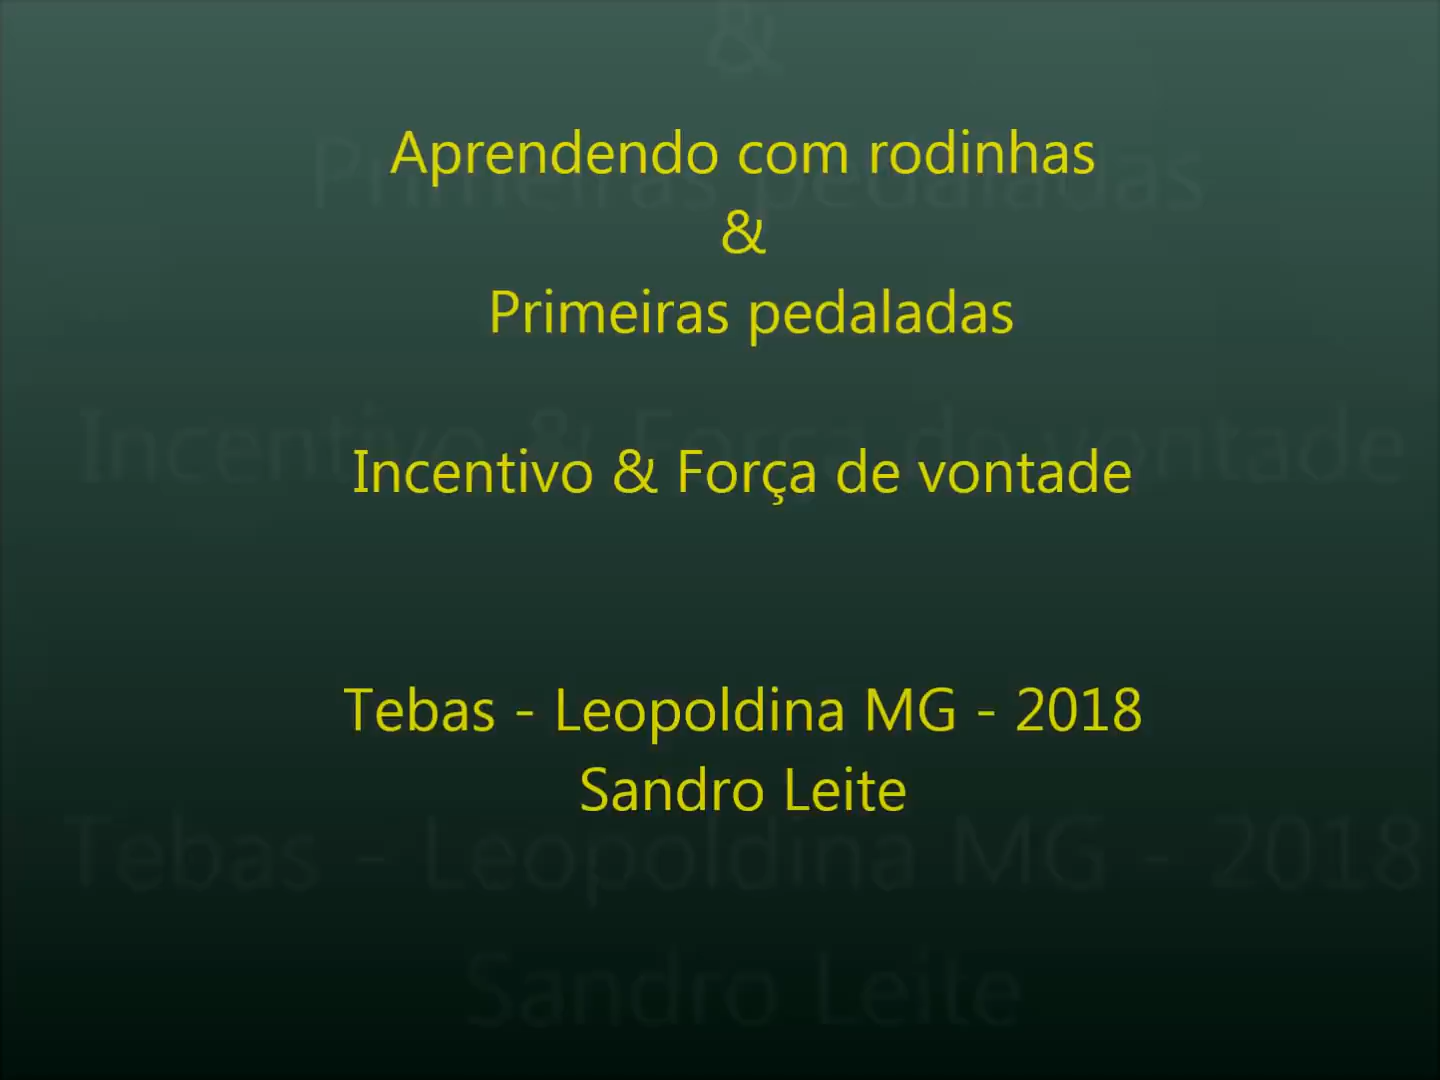 Aprendendo com rodinhas
&
Primeiras pedaladas
Incentivo & Força de vontade
Tebas - Leopoldina MG - 2018
Sandro Leite